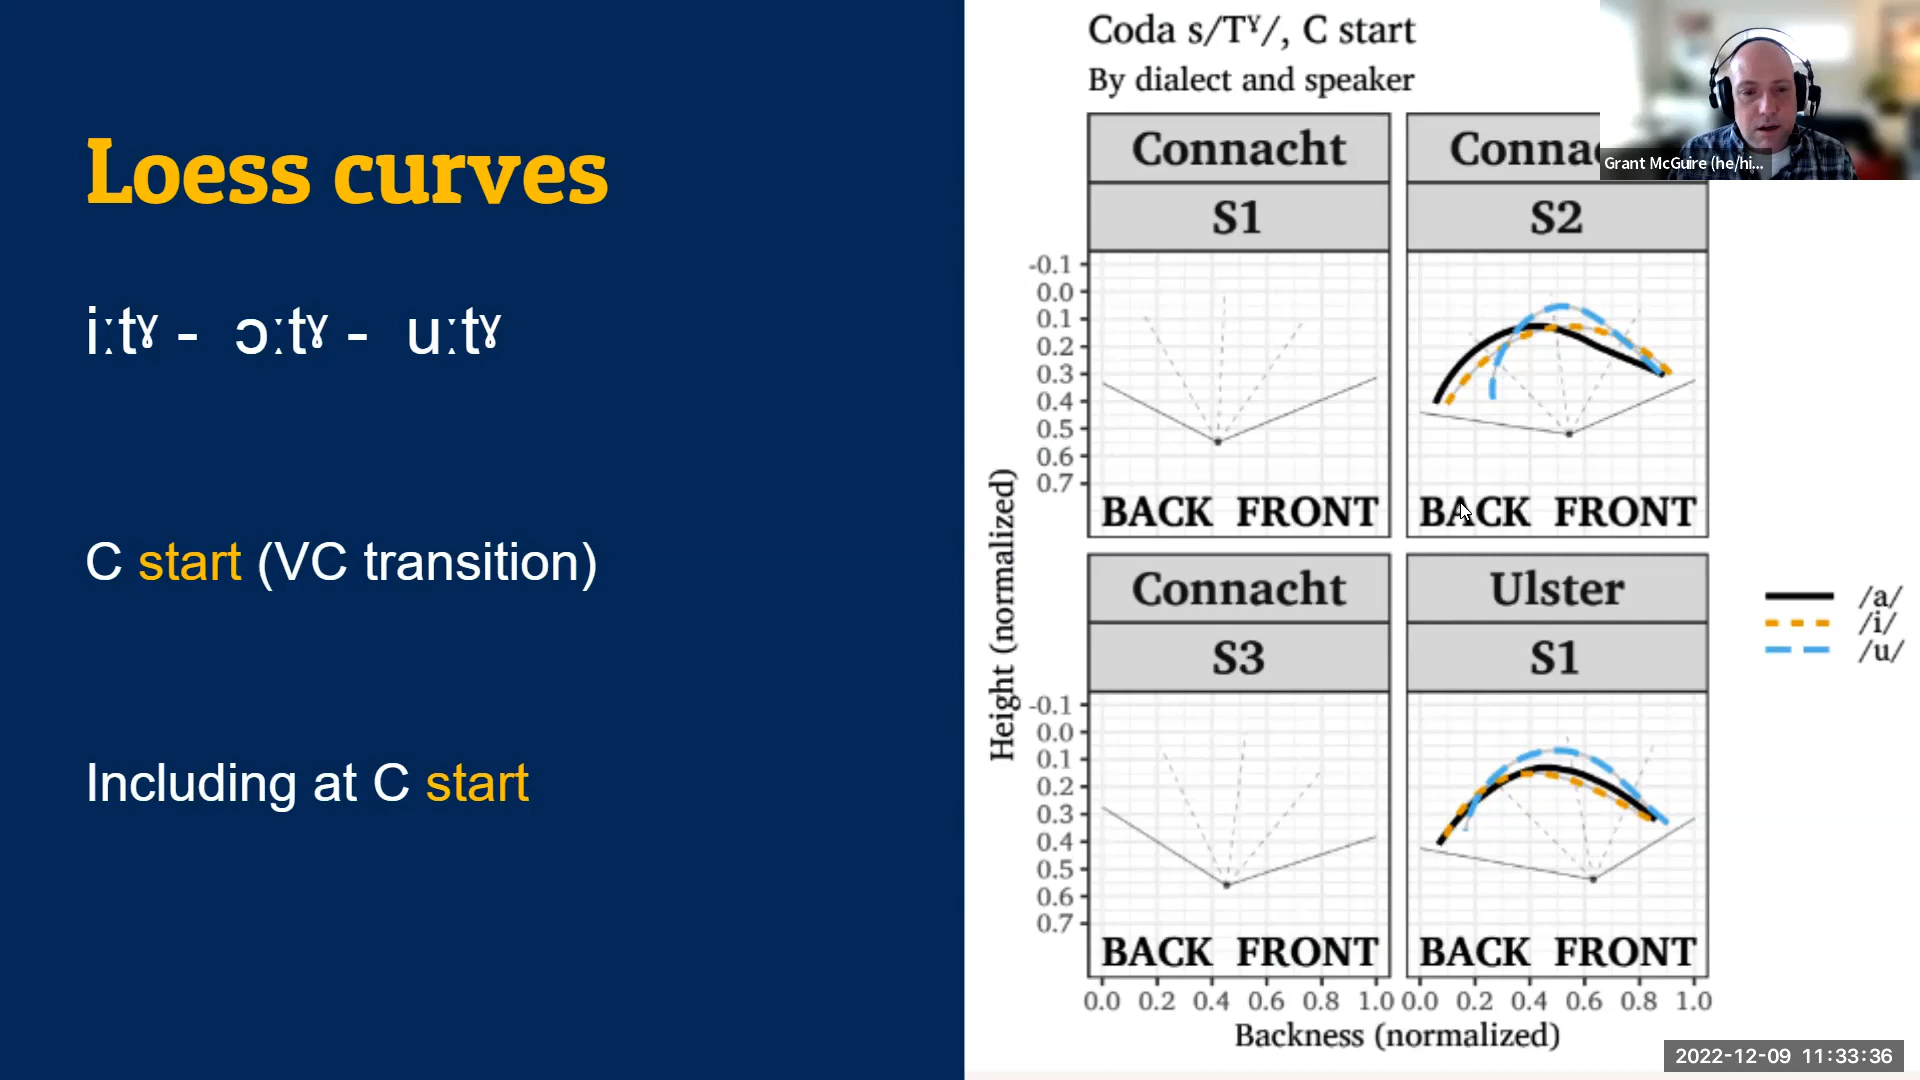 Loess curves
iːtˠ - ɔːtˠ - uːtˠ
C start (VC transition)
Including at C start
Coda s/Tˠ/, C start
By dialect and speaker
Connacht
S1
-0.1
0.0
0.1
0.2
0.3
0.4
0.5
0.6
0.7
BACK FRONT
S2
BACK FRONT
Grant McGuire (he/hi...
Height (normalized)
Connacht
S3
-0.1
0.0
0.1
0.2
0.3
0.4
0.5
0.6
0.7
BACK FRONT
0.0 0.2 0.4 0.6 0.8 1.0
Ulster
S1
BACK FRONT
0.0 0.2 0.4 0.6 0.8 1.0
Backness (normalized)
/a/
/i/
/u/
2022-12-09 11:33:36